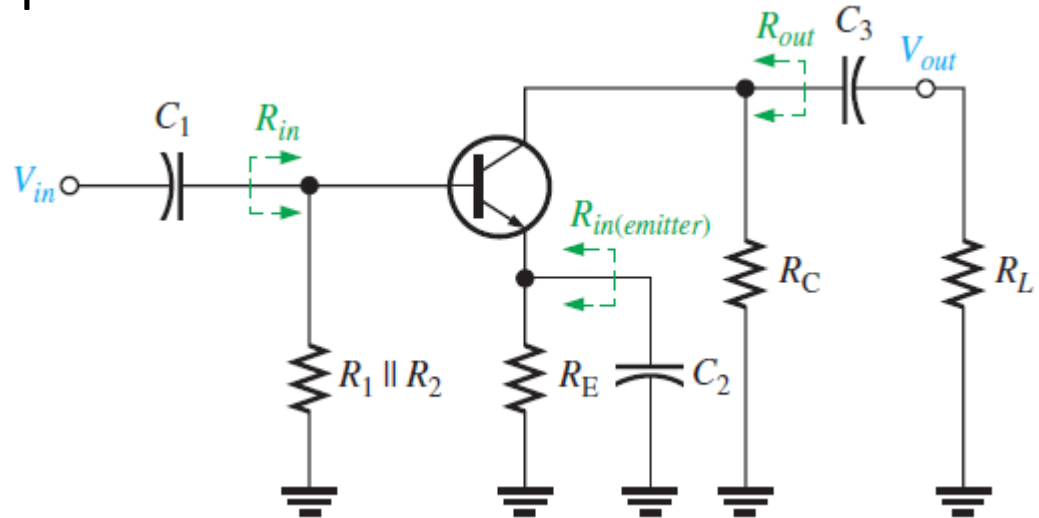 R_out
C_3
V_out
C_1
R_in
V_in
R_in(emitter)
R_C
R_L
R_1 || R_2
R_E
C_2